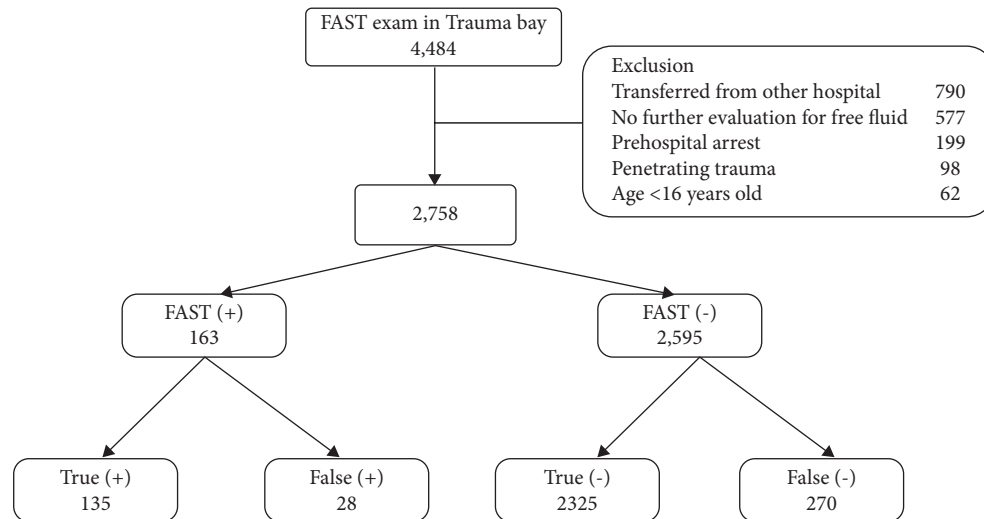 FAST exam in Trauma bay
4,484
Exclusion
Transferred from other hospital 790
No further evaluation for free fluid 577
Prehospital arrest 199
Penetrating trauma 98
Age <16 years old 62
2,758
FAST (+)
163
FAST (-)
2,595
True (+)
135
False (+)
28
True (-)
2325
False (-)
270